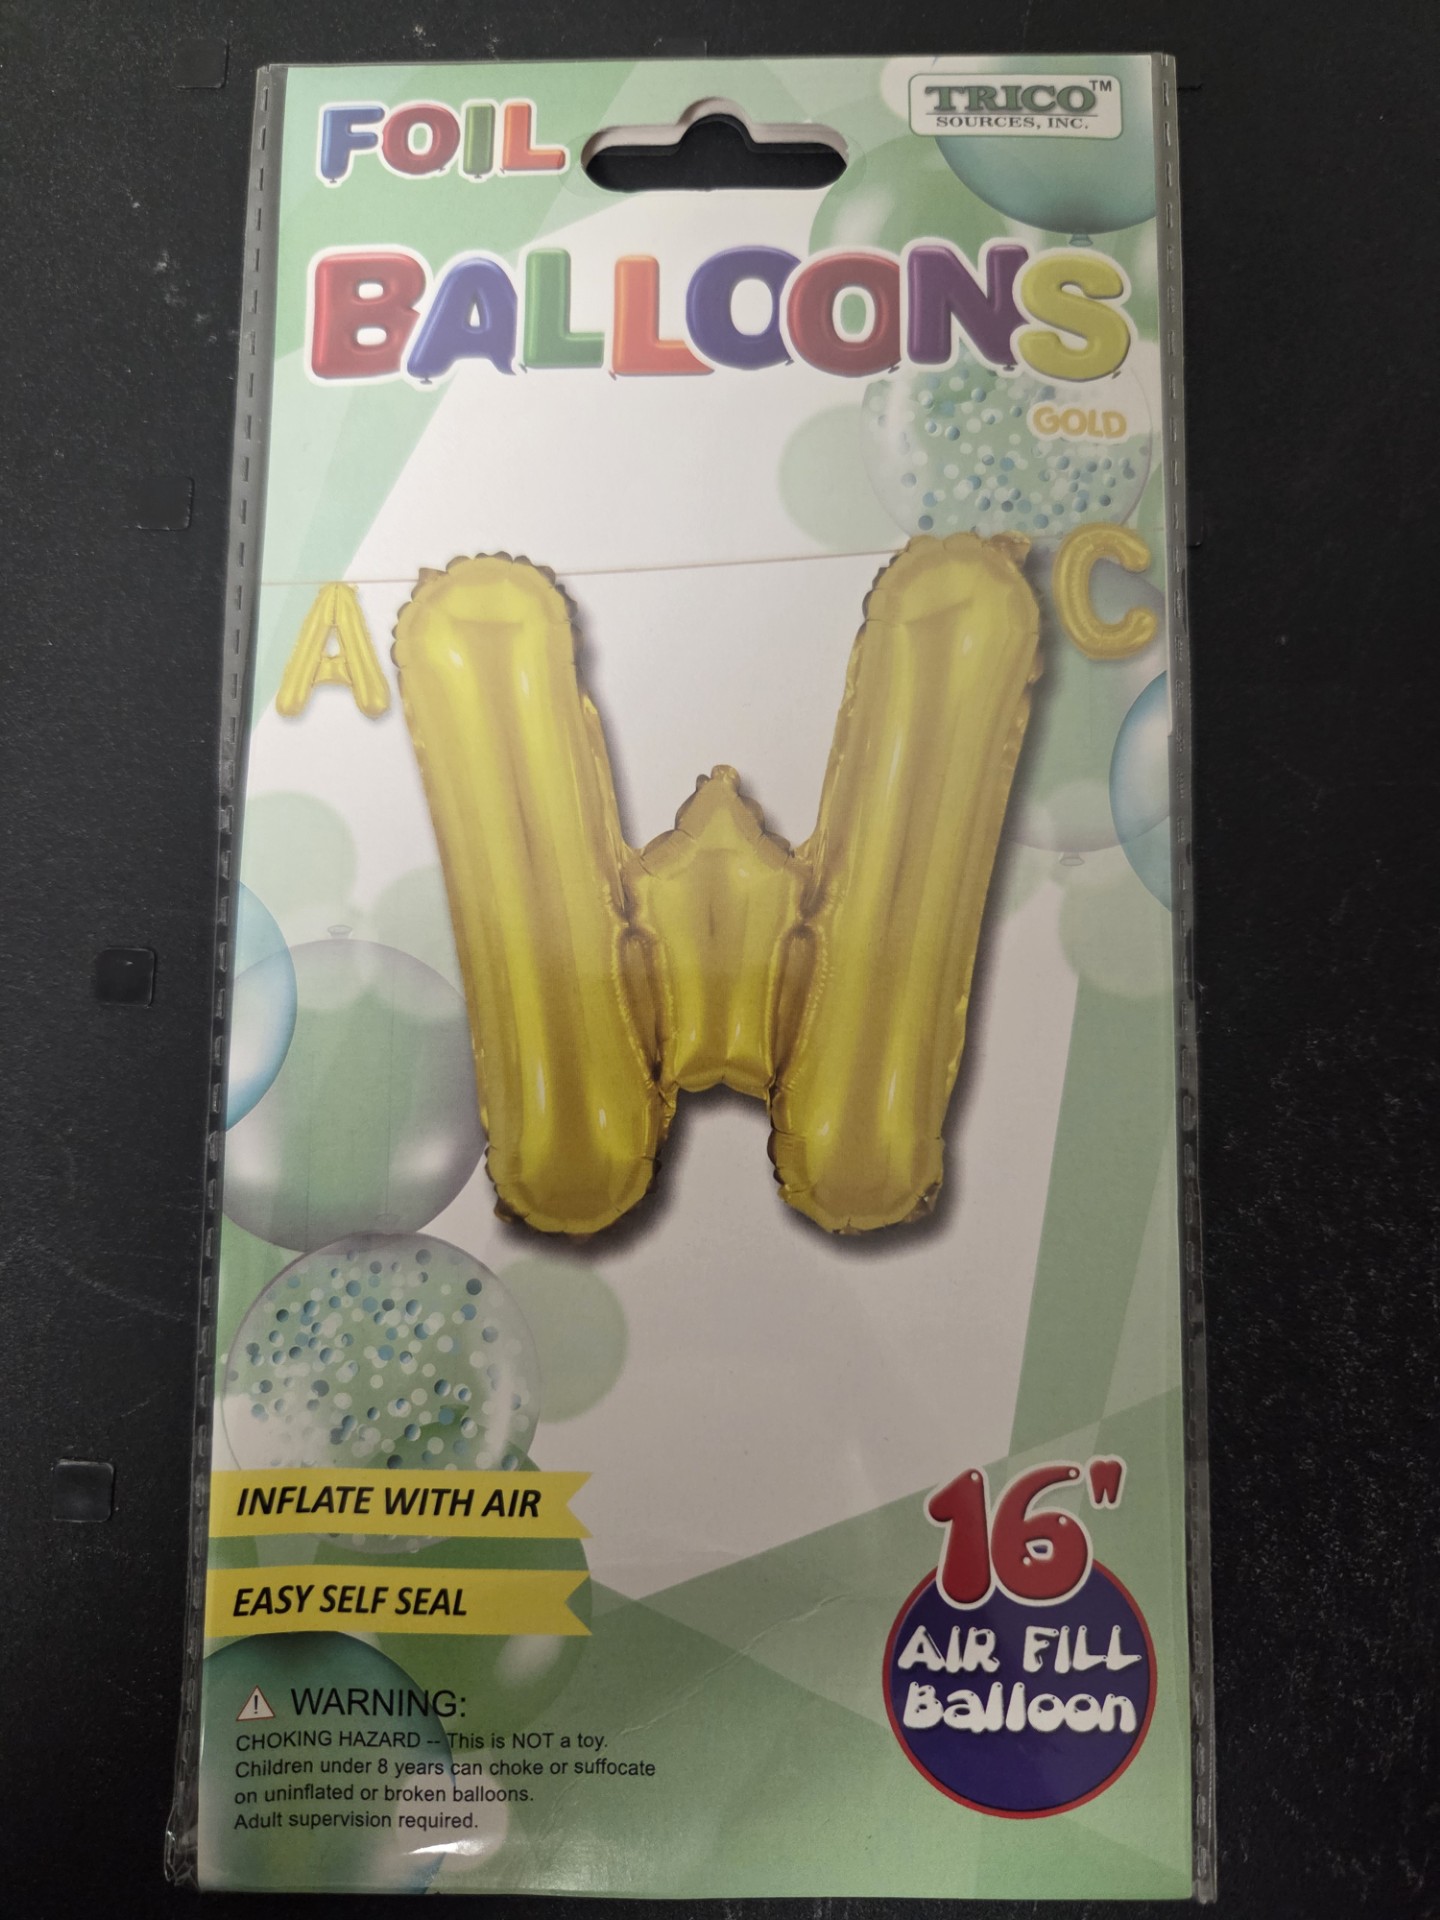 FOIL
TRICO™
SOURCES, INC.
BALLOONS
GOLD
A
W
C
INFLATE WITH AIR
EASY SELF SEAL
16"
AIR FILL
Balloon
⚠ WARNING:
CHOKING HAZARD -- This is NOT a toy.
Children under 8 years can choke or suffocate
on uninflated or broken balloons.
Adult supervision required.